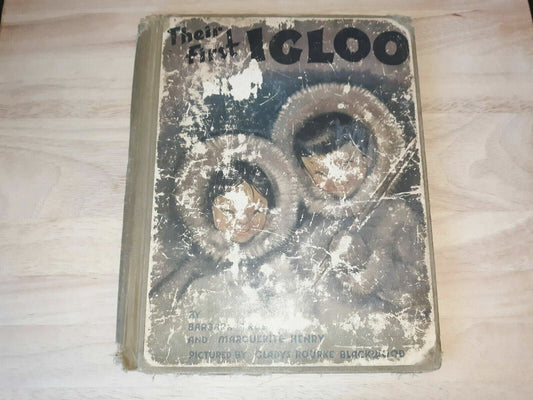 Their
First IGLOO
BY
AND MARGUERITE HENRY
PICTURED BY GLADYS ROURKE BLACKWOOD